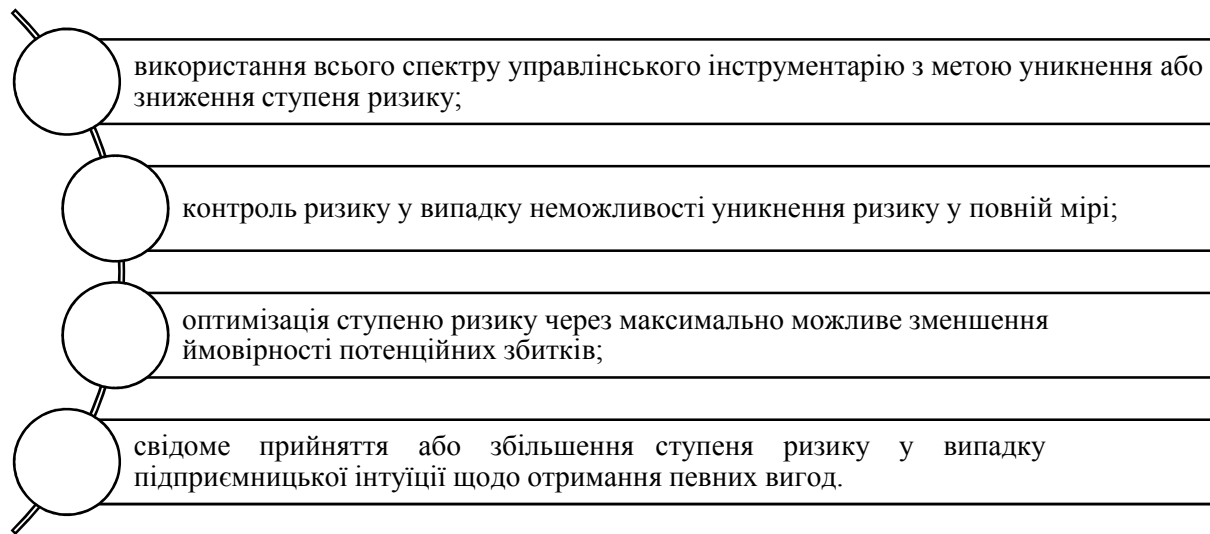 використання всього спектру управлінського інструментарію з метою уникнення або
зниження ступеня ризику;
контроль ризику у випадку неможливості уникнення ризику у повній мірі;
оптимізація ступеню ризику через максимально можливе зменшення
ймовірності потенційних збитків;
свідоме прийняття або збільшення ступеня ризику у випадку
підприємницької інтуїції щодо отримання певних вигод.